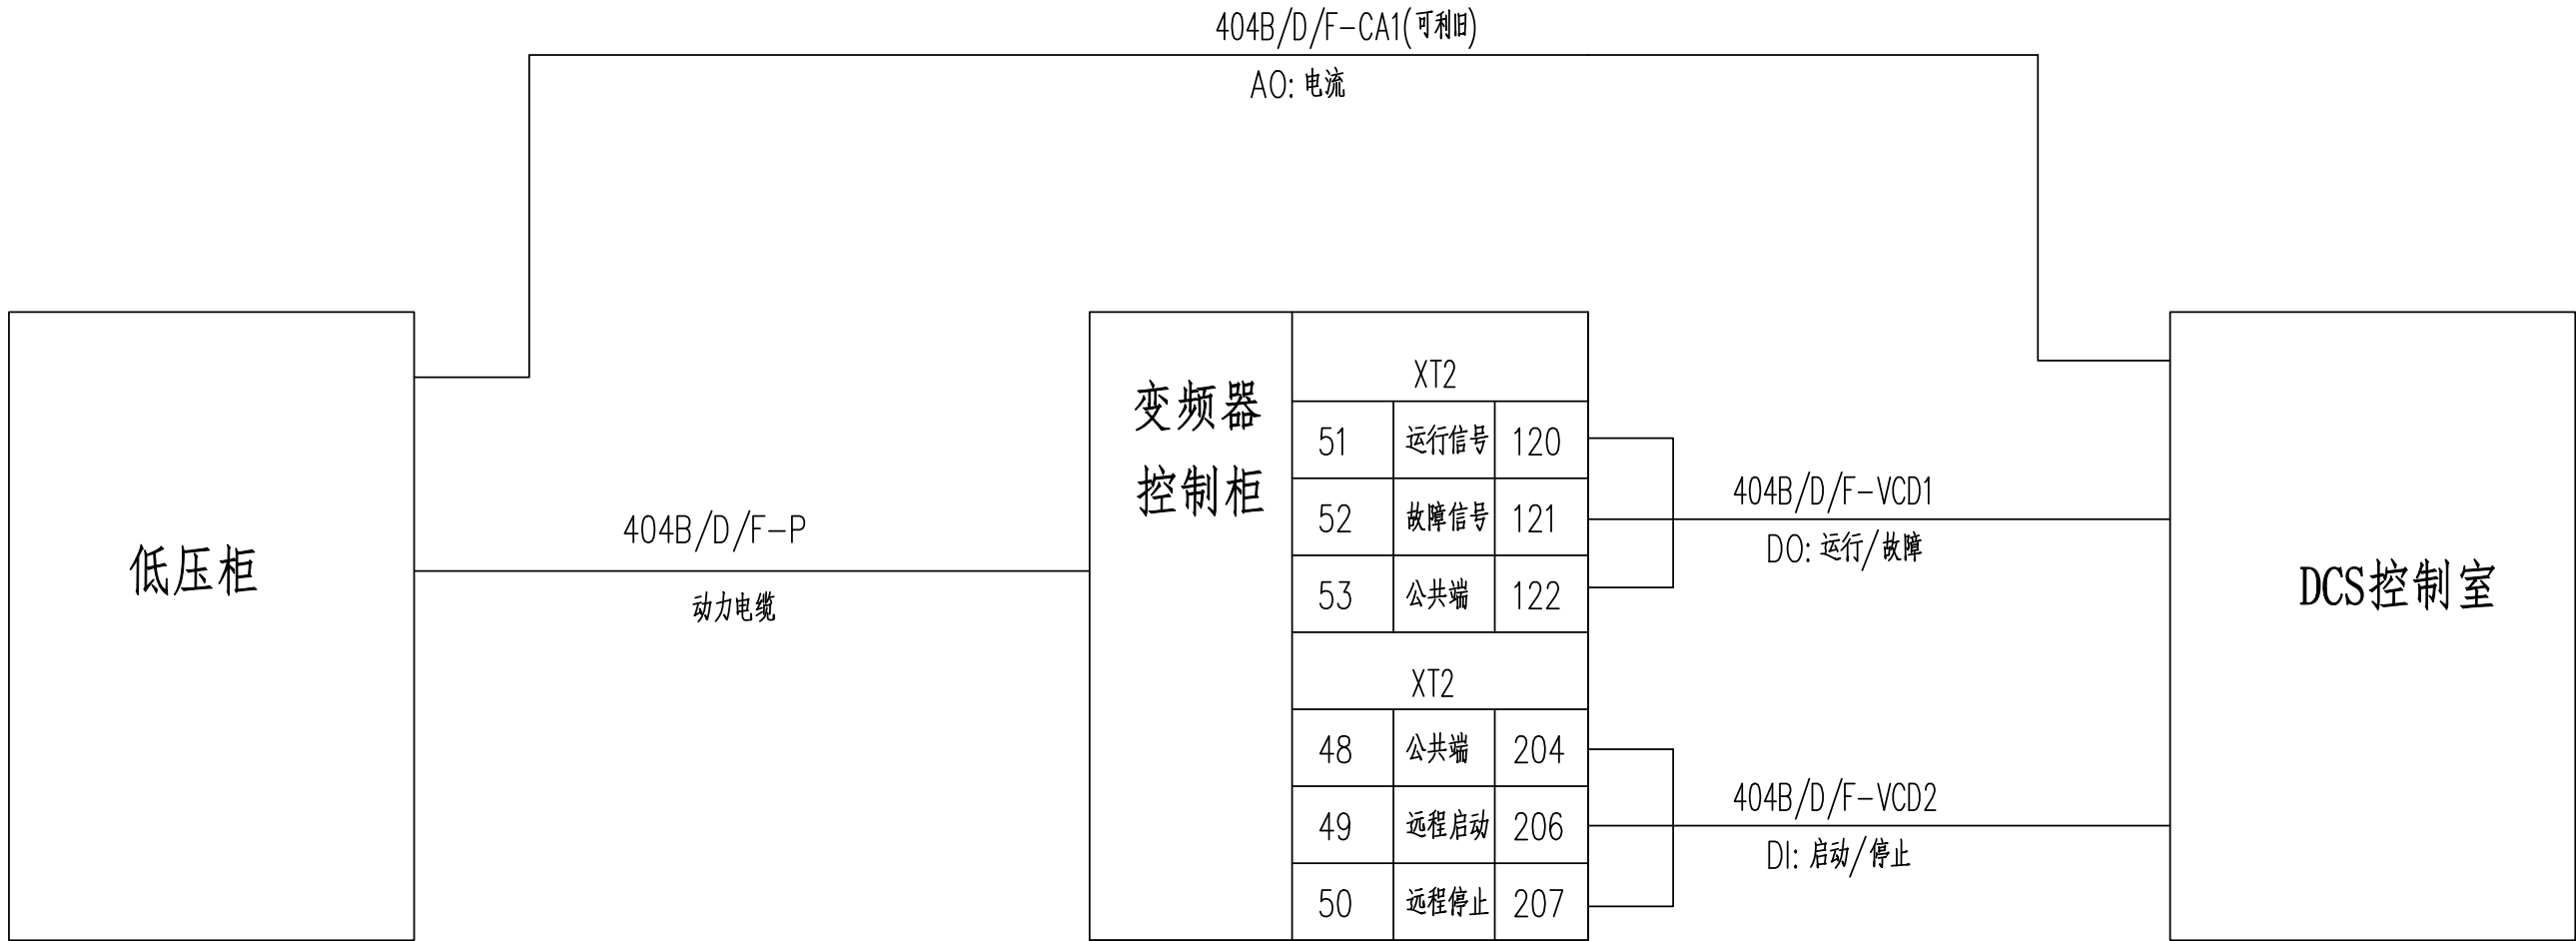 404B/D/F-CA1(可利旧)
AO: 电流
低压柜
404B/D/F-P
动力电缆
变频器
控制柜
XT2
51 运行信号 120
52 故障信号 121
53 公共端 122
XT2
48 公共端 204
49 远程启动 206
50 远程停止 207
404B/D/F-VCD1
DO: 运行/故障
404B/D/F-VCD2
DI: 启动/停止
DCS控制室